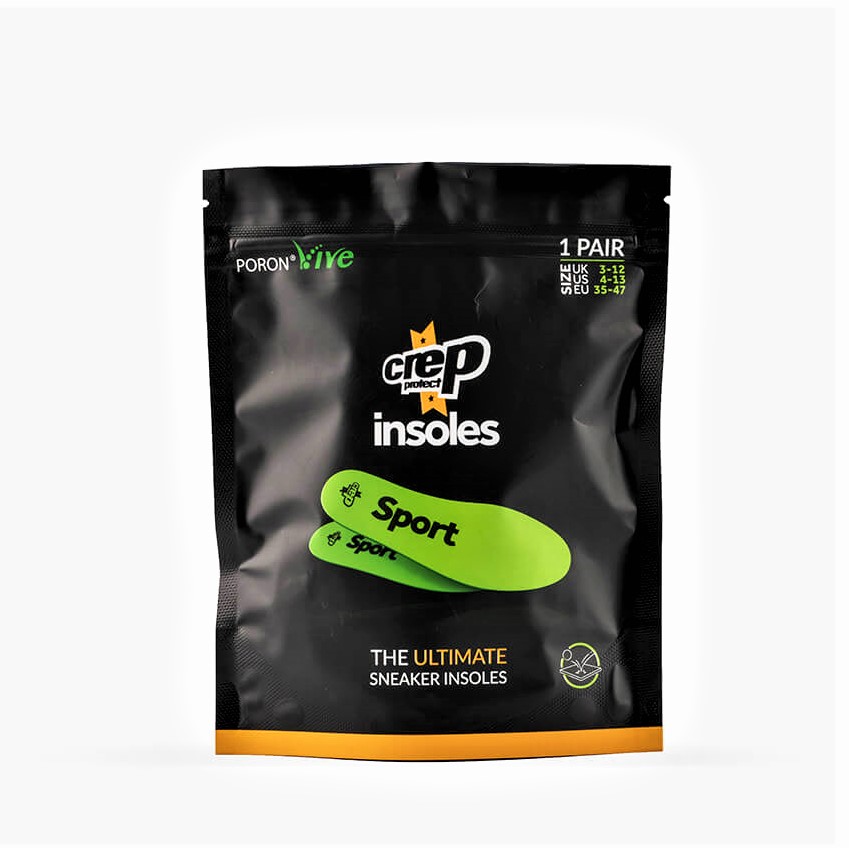 PORON® Vive
1 PAIR
SIZE
UK 3-12
US 4-13
EU 35-47
crep
protect
insoles
Sport
Sport
THE ULTIMATE
SNEAKER INSOLES